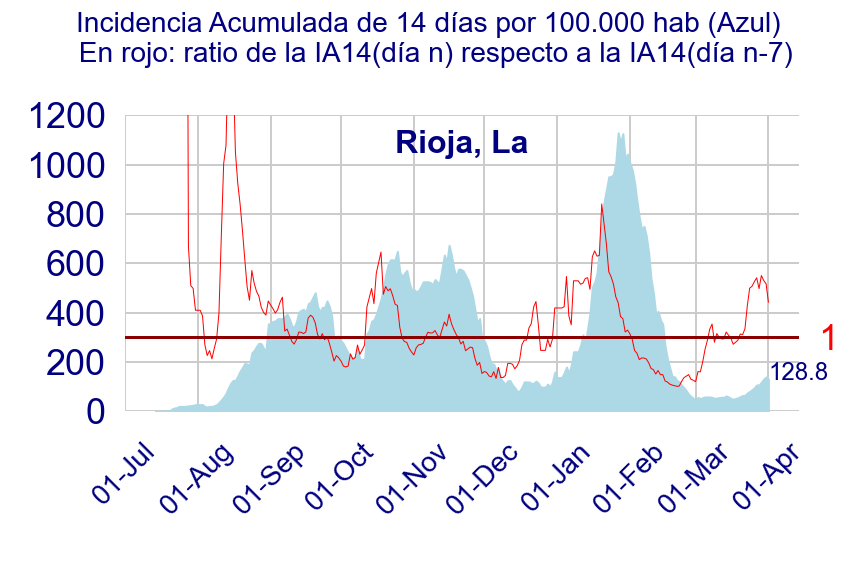 Incidencia Acumulada de 14 días por 100.000 hab (Azul)
En rojo: ratio de la IA14(día n) respecto a la IA14(día n-7)
Rioja, La
1200
1000
800
600
400
200
0
1
128.8
01-Jul
01-Aug
01-Sep
01-Oct
01-Nov
01-Dec
01-Jan
01-Feb
01-Mar
01-Apr